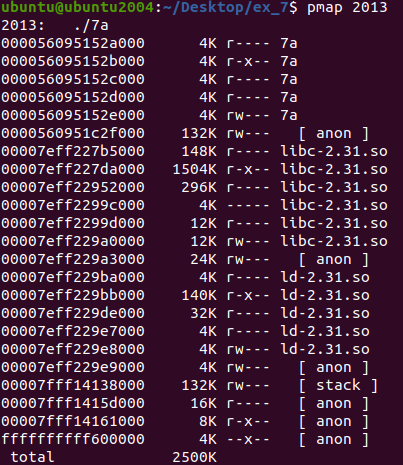 ubuntu@ubuntu2004:~/Desktop/ex_7$ pmap 2013
2013:   ./7a
000056095152a000      4K r---- 7a
000056095152b000      4K r-x-- 7a
000056095152c000      4K r---- 7a
000056095152d000      4K r---- 7a
000056095152e000      4K rw--- 7a
000056095​1c2f000    132K rw---   [ anon ]
00007eff227b5000    148K r---- libc-2.31.so
00007eff227da000   1504K r-x-- libc-2.31.so
00007eff22952000    296K r---- libc-2.31.so
00007eff2299c000      4K ----- libc-2.31.so
00007eff2299d000     12K r---- libc-2.31.so
00007eff229a0000     12K rw--- libc-2.31.so
00007eff229a3000     24K rw---   [ anon ]
00007eff229ba000      4K r---- ld-2.31.so
00007eff229bb000    140K r-x-- ld-2.31.so
00007eff229de000     32K r---- ld-2.31.so
00007eff229e7000      4K r---- ld-2.31.so
00007eff229e8000      4K rw--- ld-2.31.so
00007eff229e9000      4K rw---   [ anon ]
00007fff14138000    132K rw---   [ stack ]
00007fff1415d000     16K r----   [ anon ]
00007fff14161000      8K r-x--   [ anon ]
ffffffffff600000      4K --x--   [ anon ]
 total             2500K